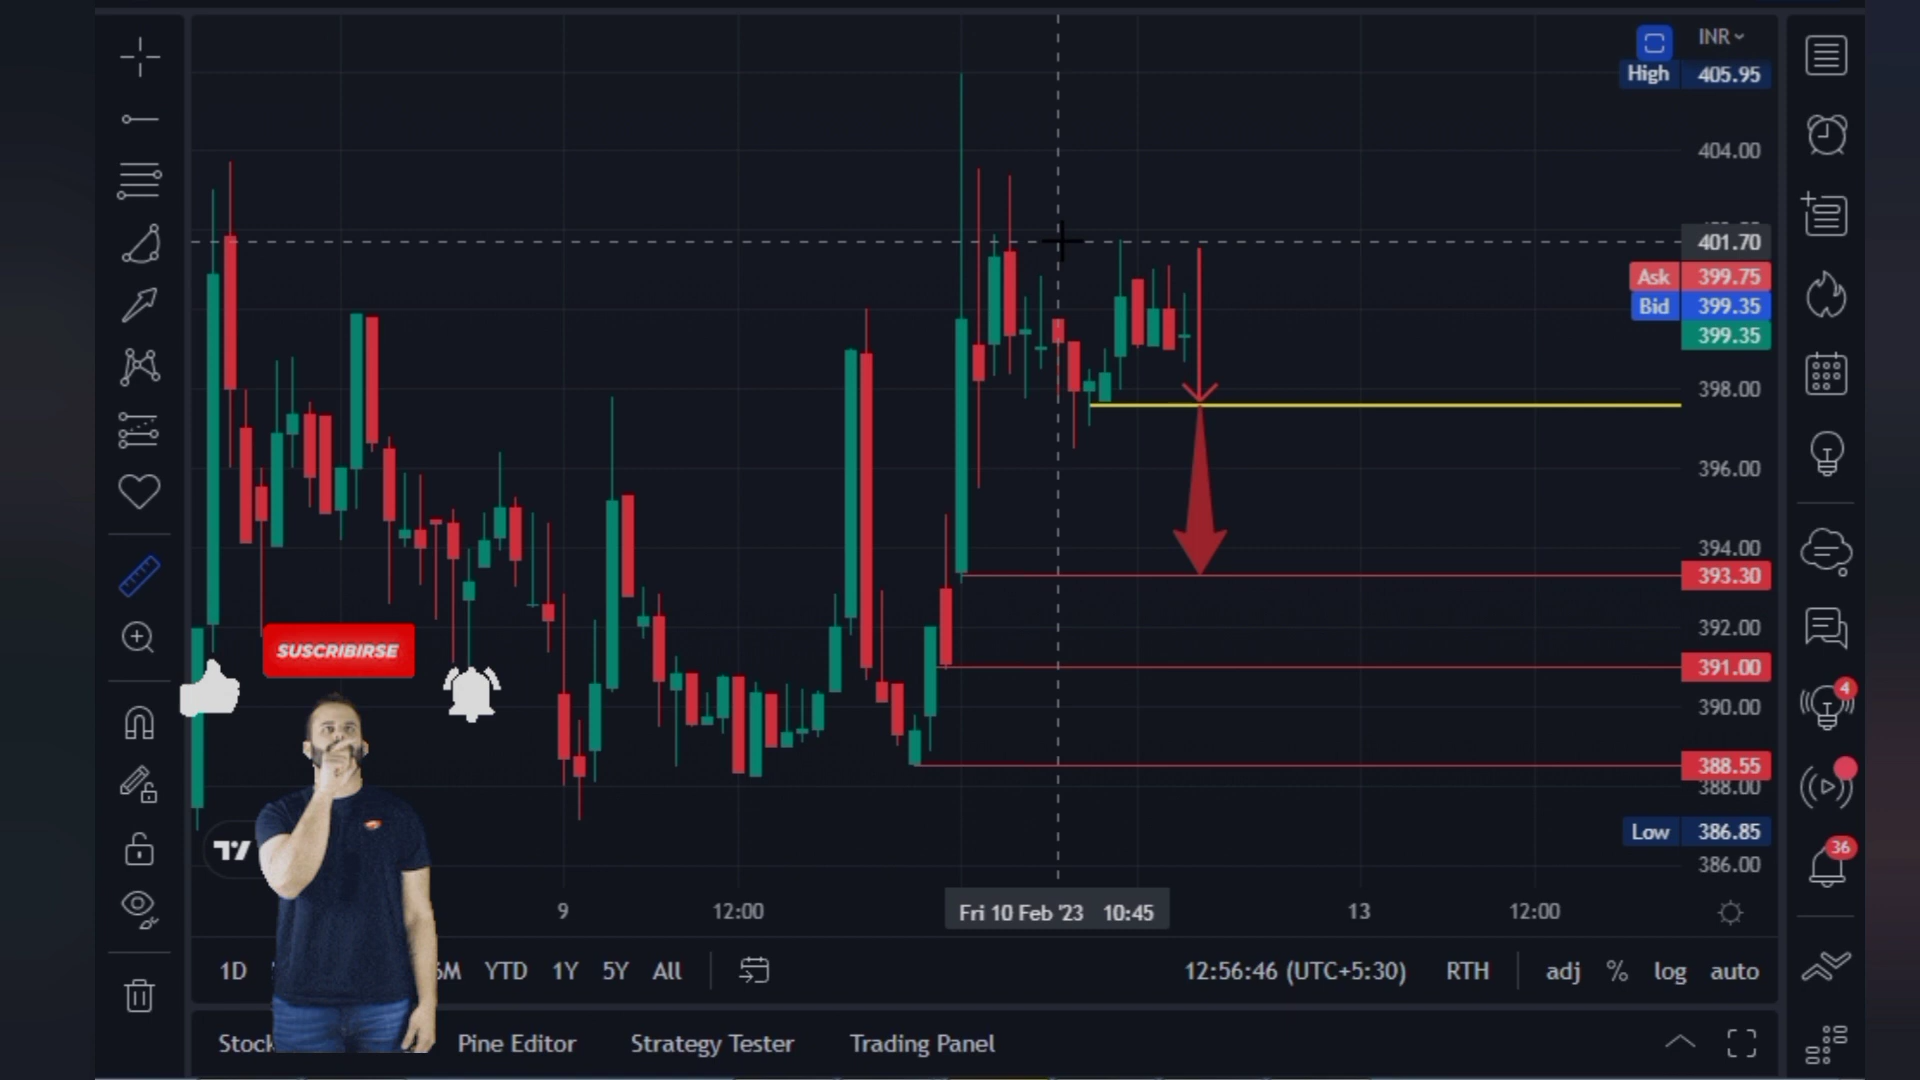 INR
High 405.95
404.00
401.70
Ask 399.75
Bid 399.35
399.35
398.00
396.00
394.00
393.30
392.00
391.00
390.00
388.55
388.00
Low 386.85
386.00
4
36
SUSCRIBIRSE
9 12:00 Fri 10 Feb '23 10:45 13 12:00
1D 6M YTD 1Y 5Y All 12:56:46 (UTC+5:30) RTH adj % log auto
Stock Pine Editor Strategy Tester Trading Panel